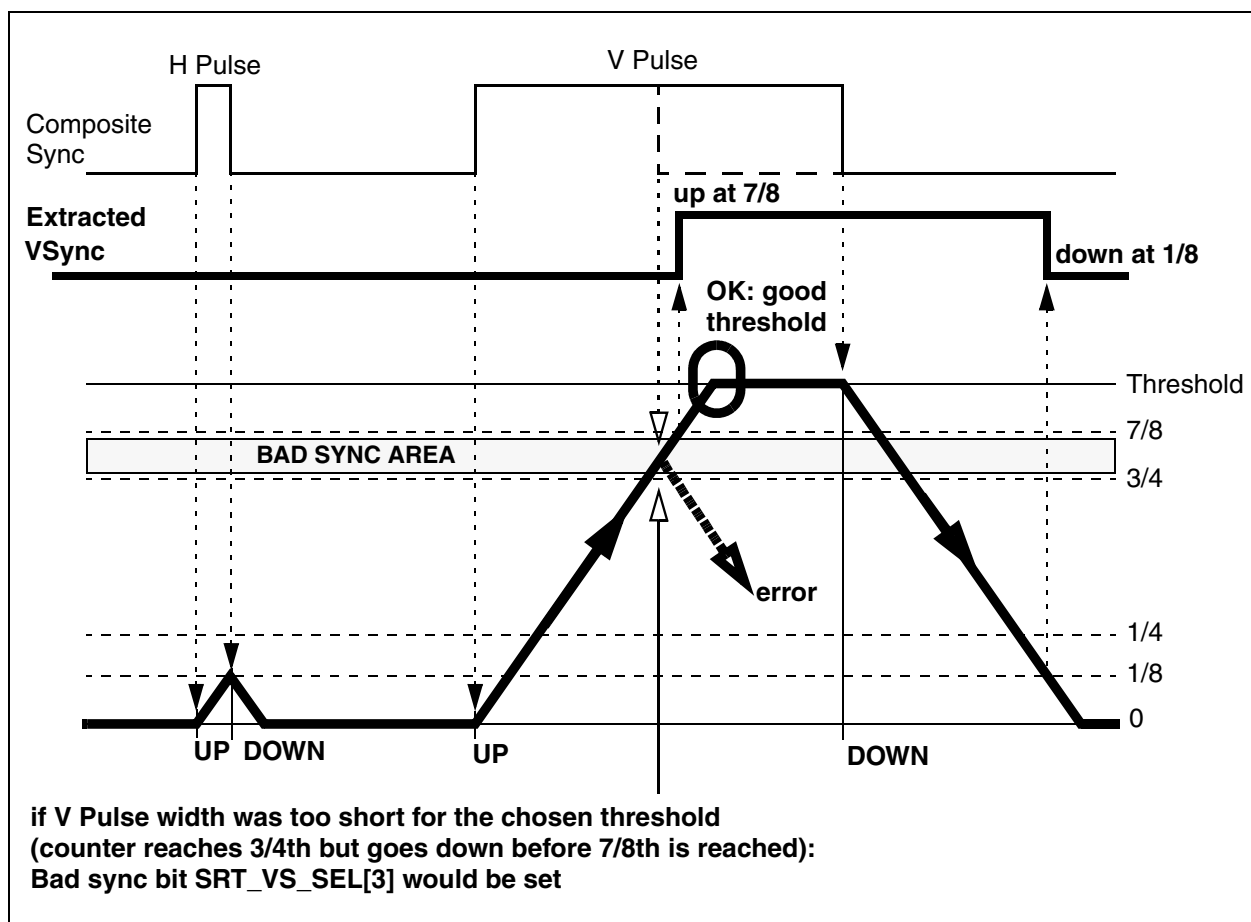 H Pulse
V Pulse
Composite
Sync
up at 7/8
Extracted
VSync
down at 1/8
OK: good
threshold
Threshold
7/8
BAD SYNC AREA
3/4
error
1/4
1/8
0
UP DOWN
UP
DOWN
if V Pulse width was too short for the chosen threshold
(counter reaches 3/4th but goes down before 7/8th is reached):
Bad sync bit SRT_VS_SEL[3] would be set